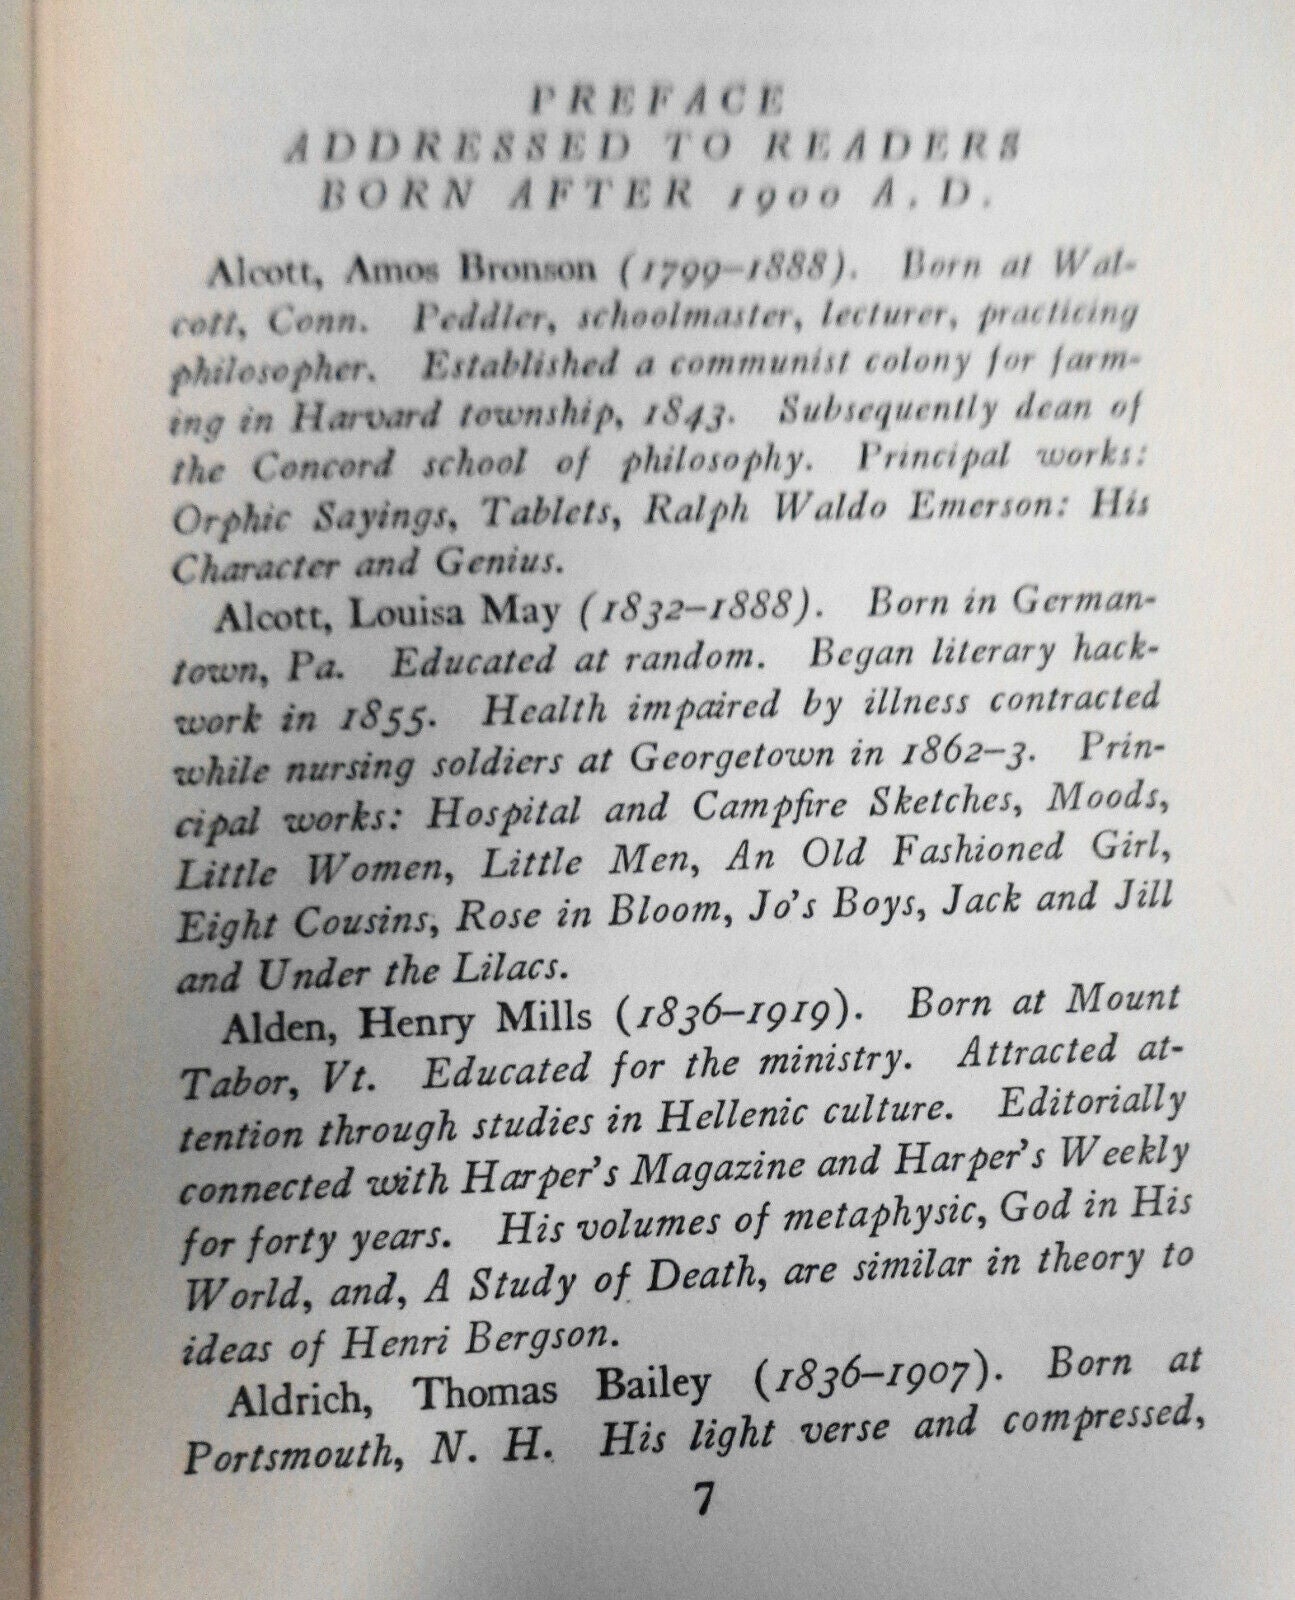 PREFACE
ADDRESSED TO READERS
BORN AFTER 1900 A. D.
Alcott, Amos Bronson (1799–1888). Born at Wal-
cott, Conn. Peddler, schoolmaster, lecturer, practicing
philosopher. Established a communist colony for farm-
ing in Harvard township, 1843. Subsequently dean of
the Concord school of philosophy. Principal works:
Orphic Sayings, Tablets, Ralph Waldo Emerson: His
Character and Genius.
Alcott, Louisa May (1832–1888). Born in German-
town, Pa. Educated at random. Began literary hack-
work in 1855. Health impaired by illness contracted
while nursing soldiers at Georgetown in 1862–3. Prin-
cipal works: Hospital and Campfire Sketches, Moods,
Little Women, Little Men, An Old Fashioned Girl,
Eight Cousins, Rose in Bloom, Jo's Boys, Jack and Jill
and Under the Lilacs.
Alden, Henry Mills (1836–1919). Born at Mount
Tabor, Vt. Educated for the ministry. Attracted at-
tention through studies in Hellenic culture. Editorially
connected with Harper's Magazine and Harper's Weekly
for forty years. His volumes of metaphysic, God in His
World, and, A Study of Death, are similar in theory to
ideas of Henri Bergson.
Aldrich, Thomas Bailey (1836–1907). Born at
Portsmouth, N. H. His light verse and compressed,
7